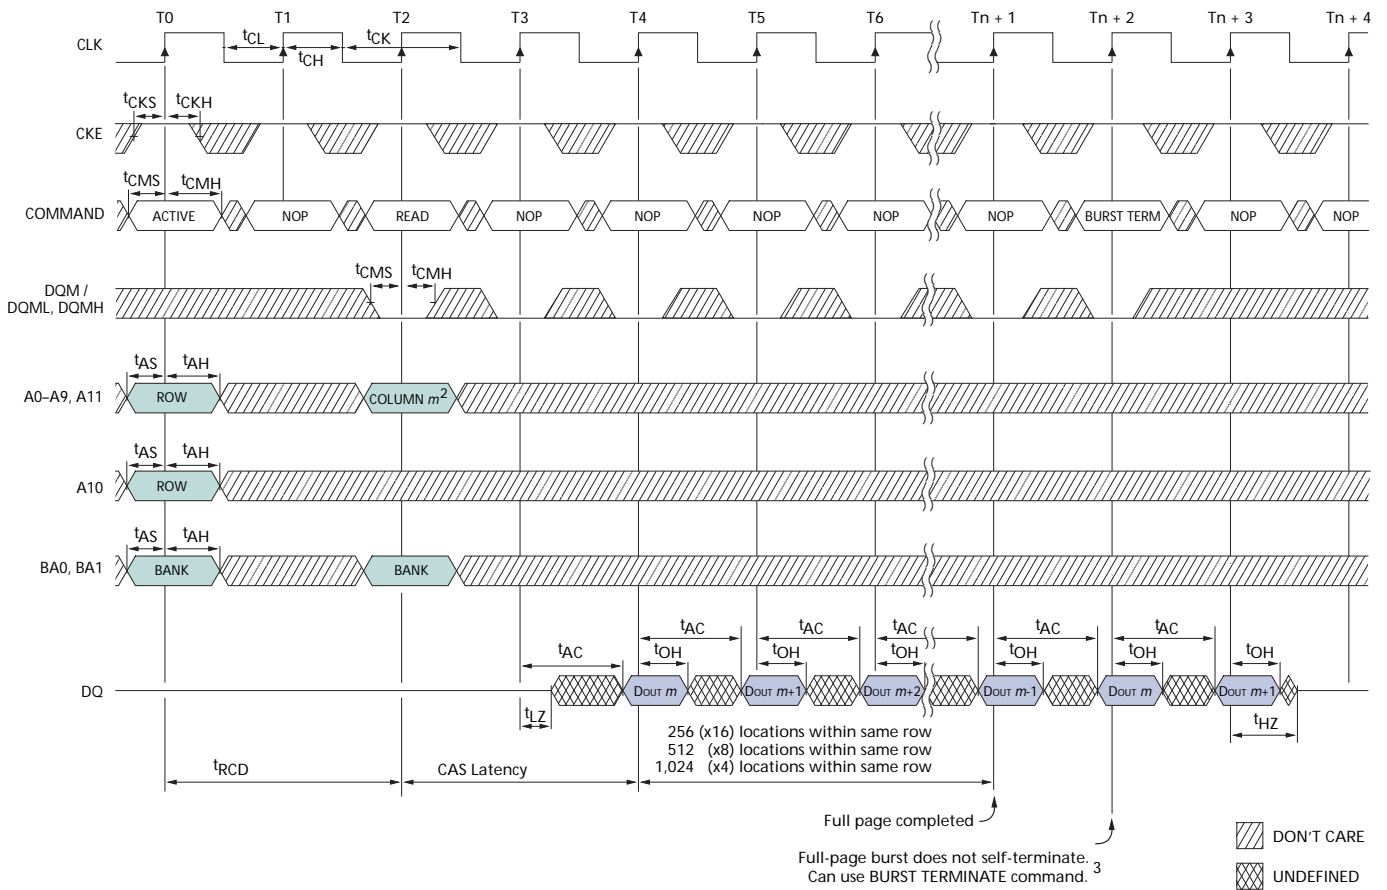 T0 T1 T2 T3 T4 T5 T6 Tn + 1 Tn + 2 Tn + 3 Tn + 4
CLK tCL tCH tCK
tCKS tCKH
CKE
tCMS tCMH
COMMAND ACTIVE NOP READ NOP NOP NOP NOP NOP BURST TERM NOP NOP
tCMS tCMH
DQM /
DQML, DQMH
tAS tAH
A0–A9, A11 ROW COLUMN m2
tAS tAH
A10 ROW
tAS tAH
BA0, BA1 BANK BANK
tAC tAC tAC tAC tAC tAC
tOH tOH tOH tOH tOH tOH
DQ DOUT m DOUT m+1 DOUT m+2 DOUT m-1 DOUT m DOUT m+1
tLZ tHZ
256 (x16) locations within same row
512 (x8) locations within same row
1,024 (x4) locations within same row
tRCD CAS Latency
Full page completed
Full-page burst does not self-terminate.
Can use BURST TERMINATE command. 3
DON'T CARE
UNDEFINED